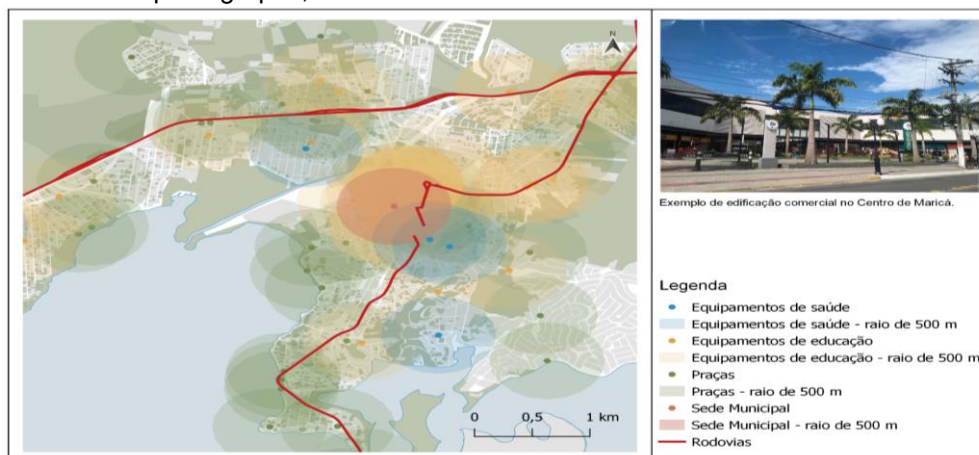 N
0
0,5
1 km
Exemplo de edificação comercial no Centro de Maricá.
Legenda
Equipamentos de saúde
Equipamentos de saúde - raio de 500 m
Equipamentos de educação
Equipamentos de educação - raio de 500 m
Praças
Praças - raio de 500 m
Sede Municipal
Sede Municipal - raio de 500 m
Rodovias